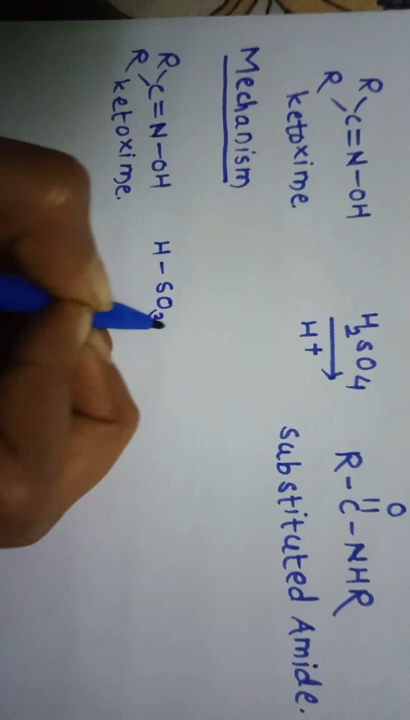 R
C=N-OH H2SO4 O
R H+ R-C-NHR
ketoxime substituted Amide.
Mechanism
R
C=N-OH H-SO3
R
ketoxime.